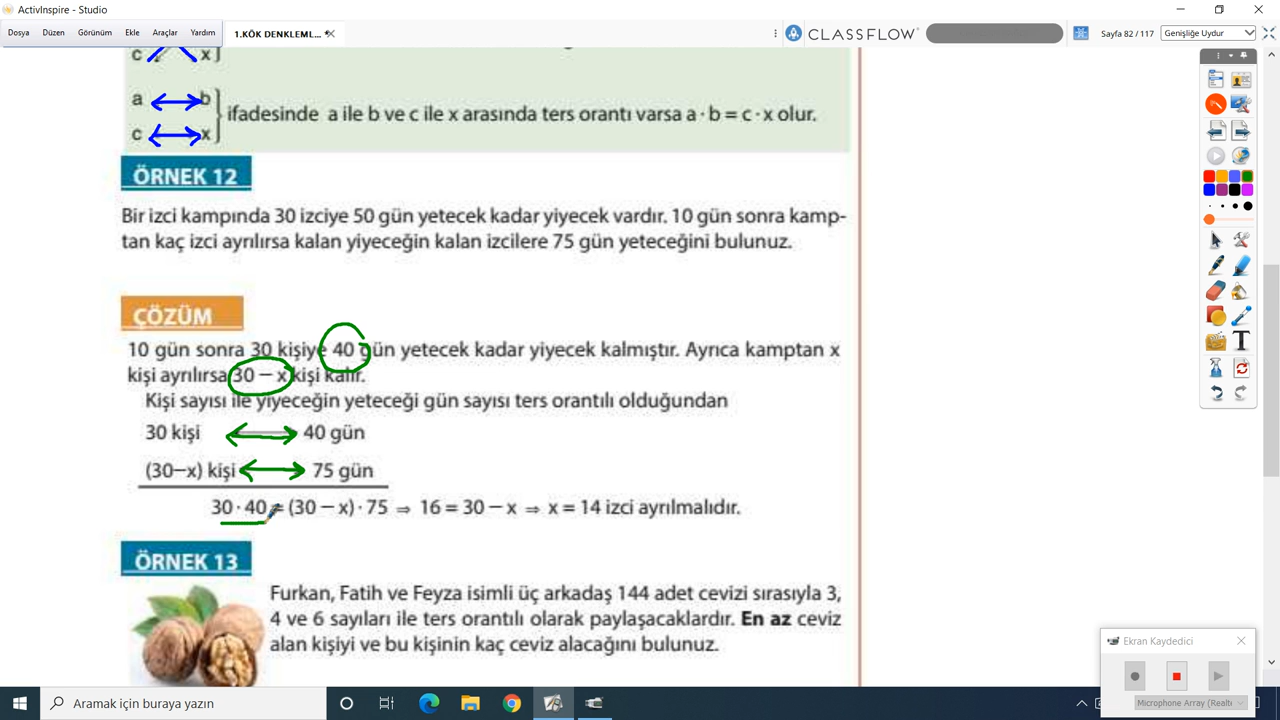 ActivInspire - Studio
Dosya Düzen Görünüm Ekle Araçlar Yardım
1.KÖK DENKLEML...
CLASSFLOW
Sayfa 82 / 117
Genişliğe Uydur
c x
a b
c x
ifadesinde a ile b ve c ile x arasında ters orantı varsa a · b = c · x olur.
ÖRNEK 12
Bir izci kampında 30 izciye 50 gün yetecek kadar yiyecek vardır. 10 gün sonra kamp-
tan kaç izci ayrılırsa kalan yiyeceğin kalan izcilere 75 gün yeteceğini bulunuz.
ÇÖZÜM
10 gün sonra 30 kişiye 40 gün yetecek kadar yiyecek kalmıştır. Ayrıca kamptan x
kişi ayrılırsa 30 – x kişi kalır.
Kişi sayısı ile yiyeceğin yeteceği gün sayısı ters orantılı olduğundan
30 kişi 40 gün
(30–x) kişi 75 gün
30 · 40 = (30 – x) · 75 ⇒ 16 = 30 – x ⇒ x = 14 izci ayrılmalıdır.
ÖRNEK 13
Furkan, Fatih ve Feyza isimli üç arkadaş 144 adet cevizi sırasıyla 3,
4 ve 6 sayıları ile ters orantılı olarak paylaşacaklardır. En az ceviz
alan kişiyi ve bu kişinin kaç ceviz alacağını bulunuz.
Ekran Kaydedici
Microphone Array (Realt
Aramak için buraya yazın